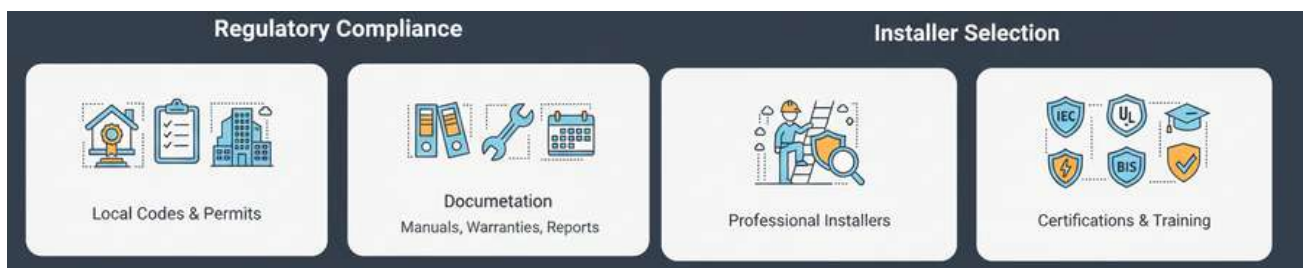 Regulatory Compliance
Installer Selection
IEC
UL
BIS
Local Codes & Permits
Documetation
Manuals, Warranties, Reports
Professional Installers
Certifications & Training